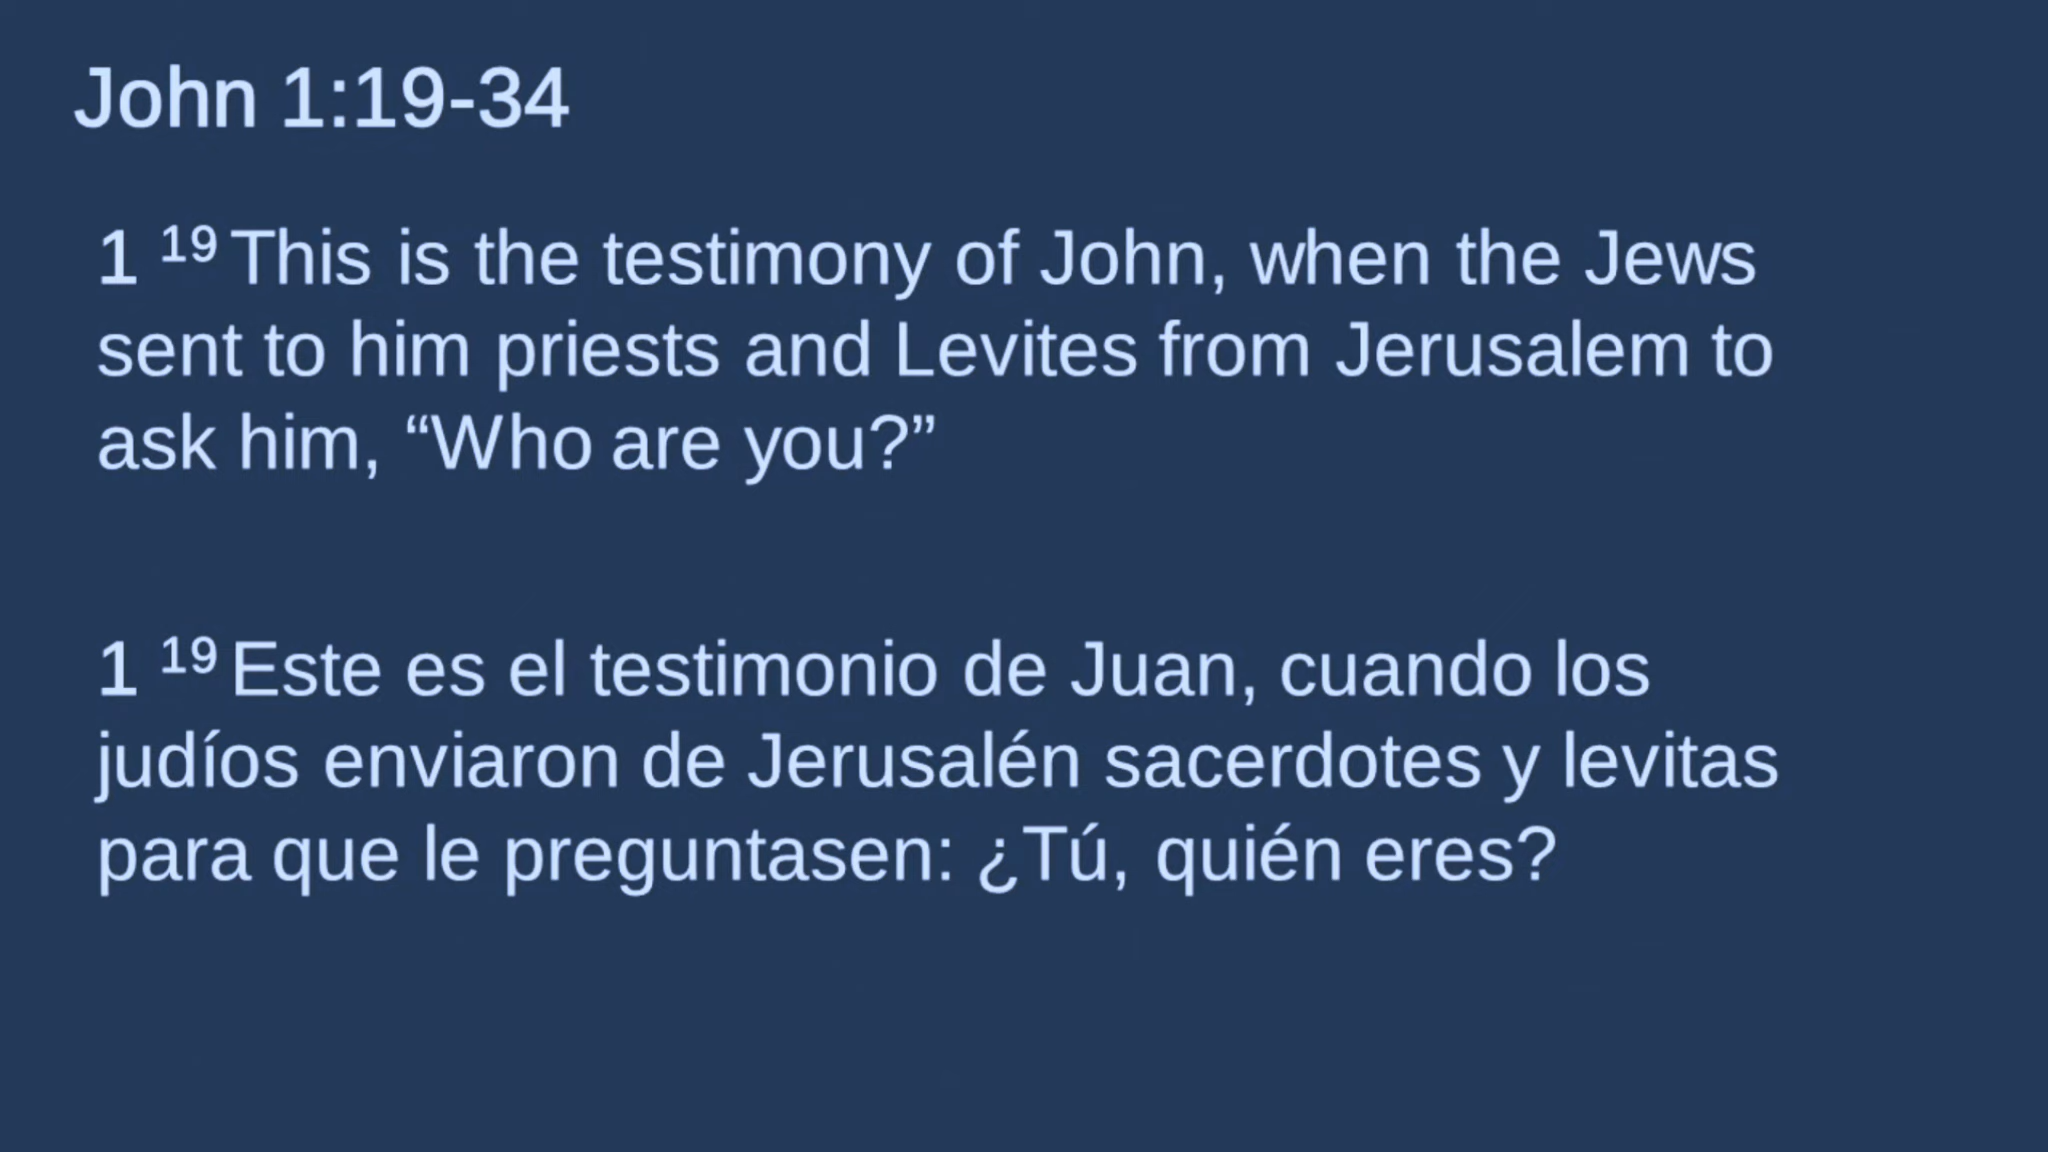 John 1:19-34
1 19 This is the testimony of John, when the Jews
sent to him priests and Levites from Jerusalem to
ask him, “Who are you?”
1 19 Este es el testimonio de Juan, cuando los
judíos enviaron de Jerusalén sacerdotes y levitas
para que le preguntasen: ¿Tú, quién eres?